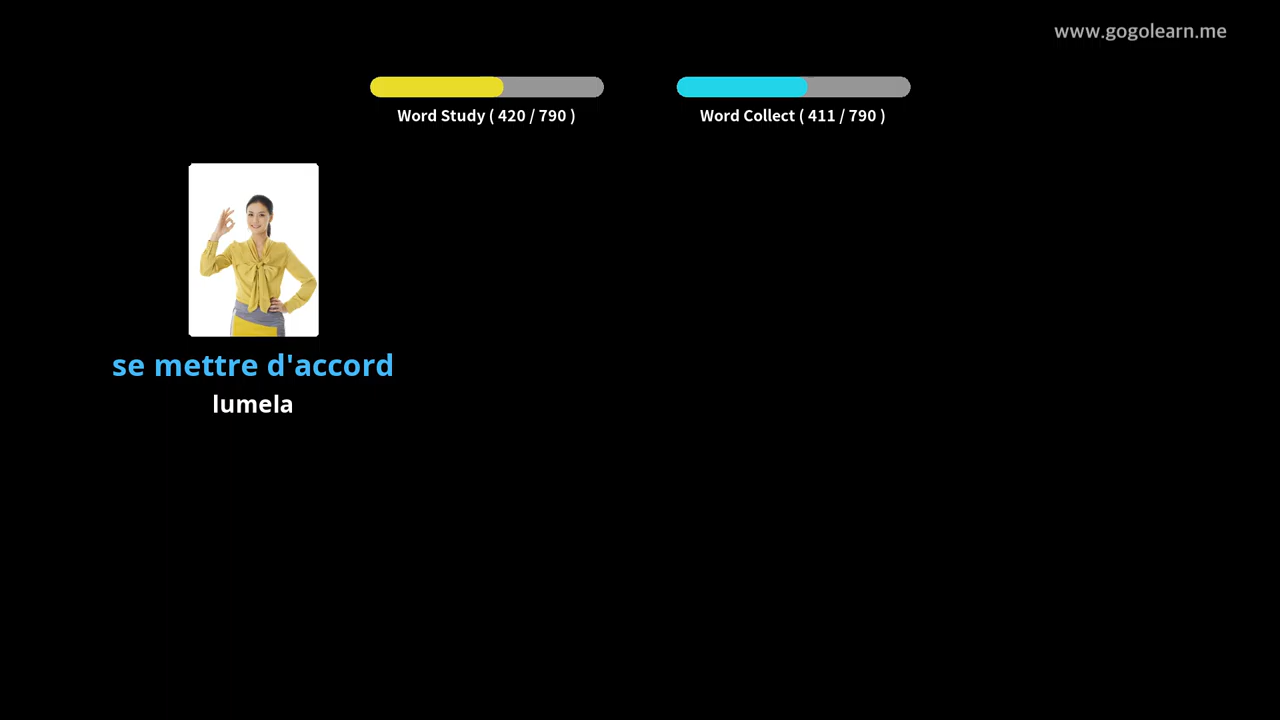 www.gogolearn.me
Word Study ( 420 / 790 )
Word Collect ( 411 / 790 )
se mettre d'accord
lumela